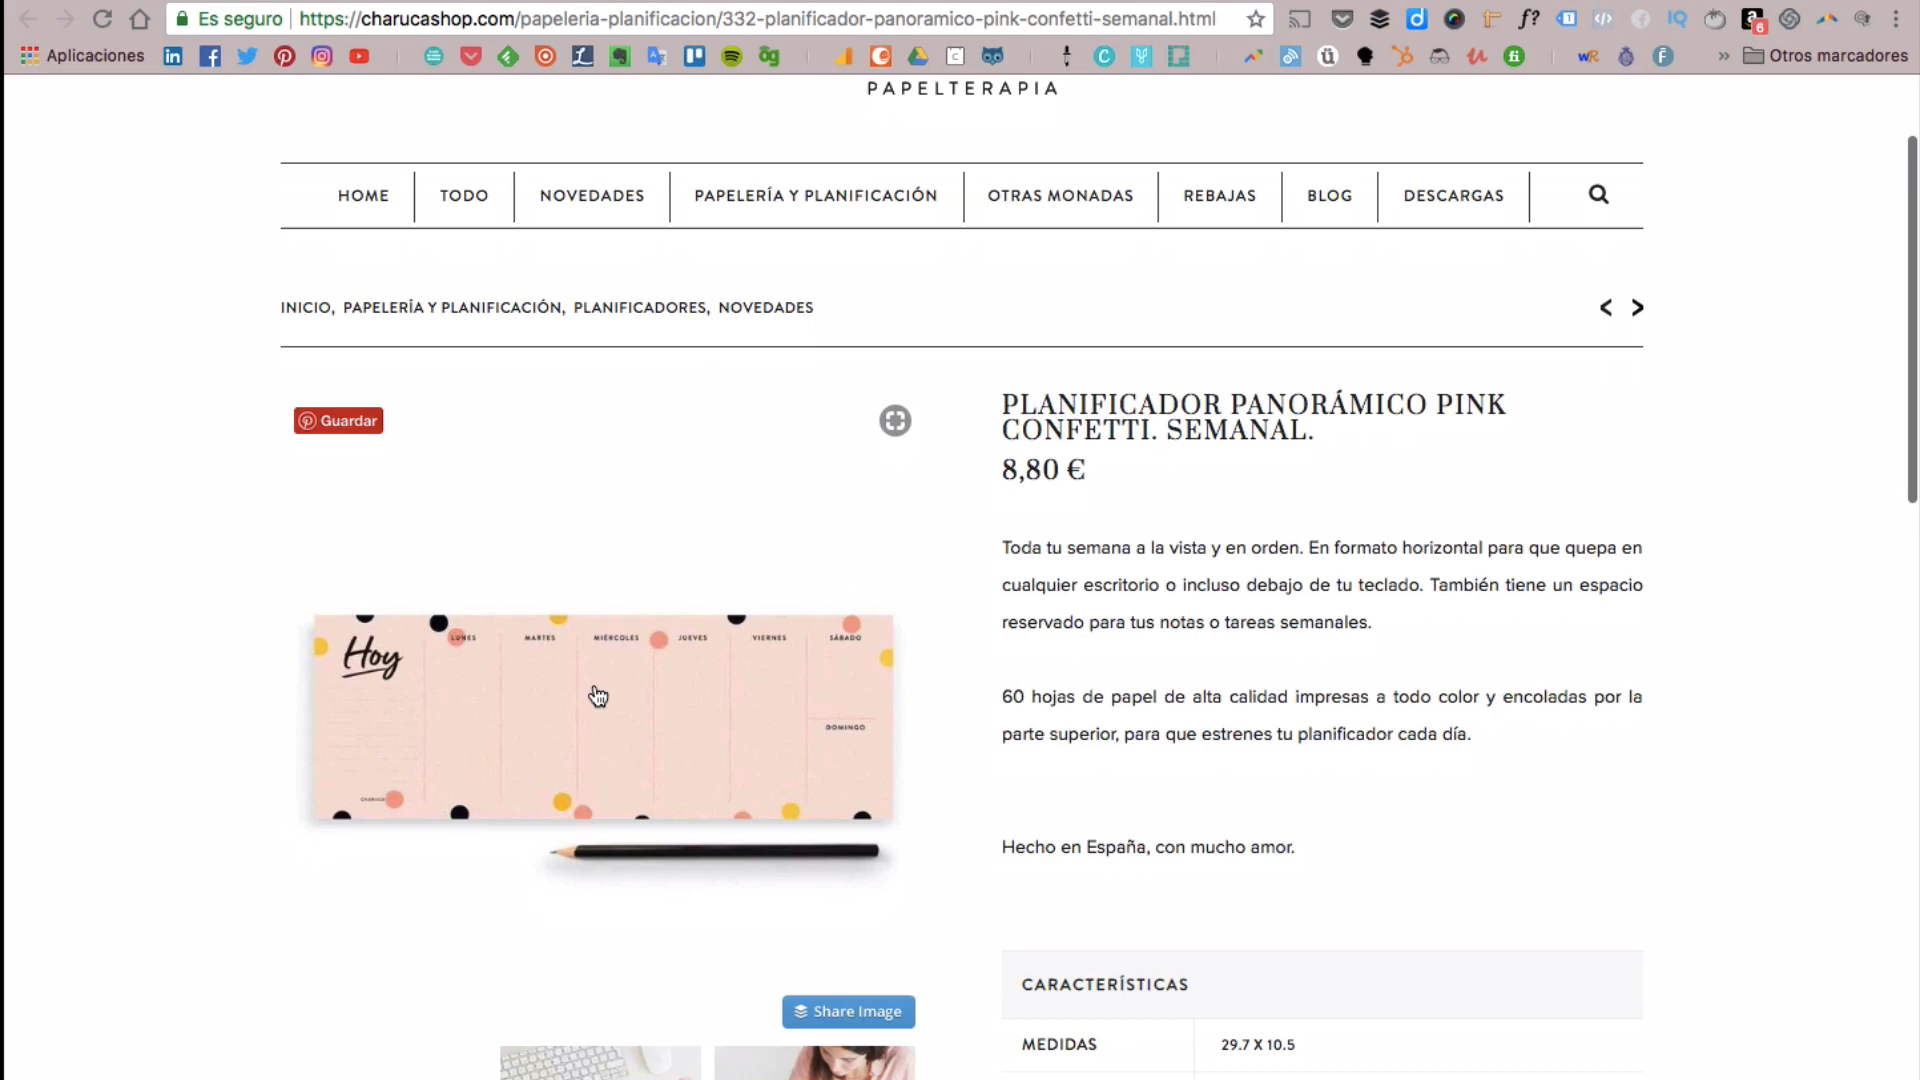 Es seguro https://charucashop.com/papeleria-planificacion/332-planificador-panoramico-pink-confetti-semanal.html
Aplicaciones
Otros marcadores
PAPELTERAPIA
HOME TODO NOVEDADES PAPELERÍA Y PLANIFICACIÓN OTRAS MONADAS REBAJAS BLOG DESCARGAS
INICIO, PAPELERÍA Y PLANIFICACIÓN, PLANIFICADORES, NOVEDADES
< >
Guardar
PLANIFICADOR PANORÁMICO PINK
CONFETTI. SEMANAL.
8,80 €
Toda tu semana a la vista y en orden. En formato horizontal para que quepa en
cualquier escritorio o incluso debajo de tu teclado. También tiene un espacio
reservado para tus notas o tareas semanales.
60 hojas de papel de alta calidad impresas a todo color y encoladas por la
parte superior, para que estrenes tu planificador cada día.
Hecho en España, con mucho amor.
Hoy
LUNES MARTES MIÉRCOLES JUEVES VIERNES SÁBADO
DOMINGO
CHARUCA
Share Image
CARACTERÍSTICAS
MEDIDAS 29.7 X 10.5